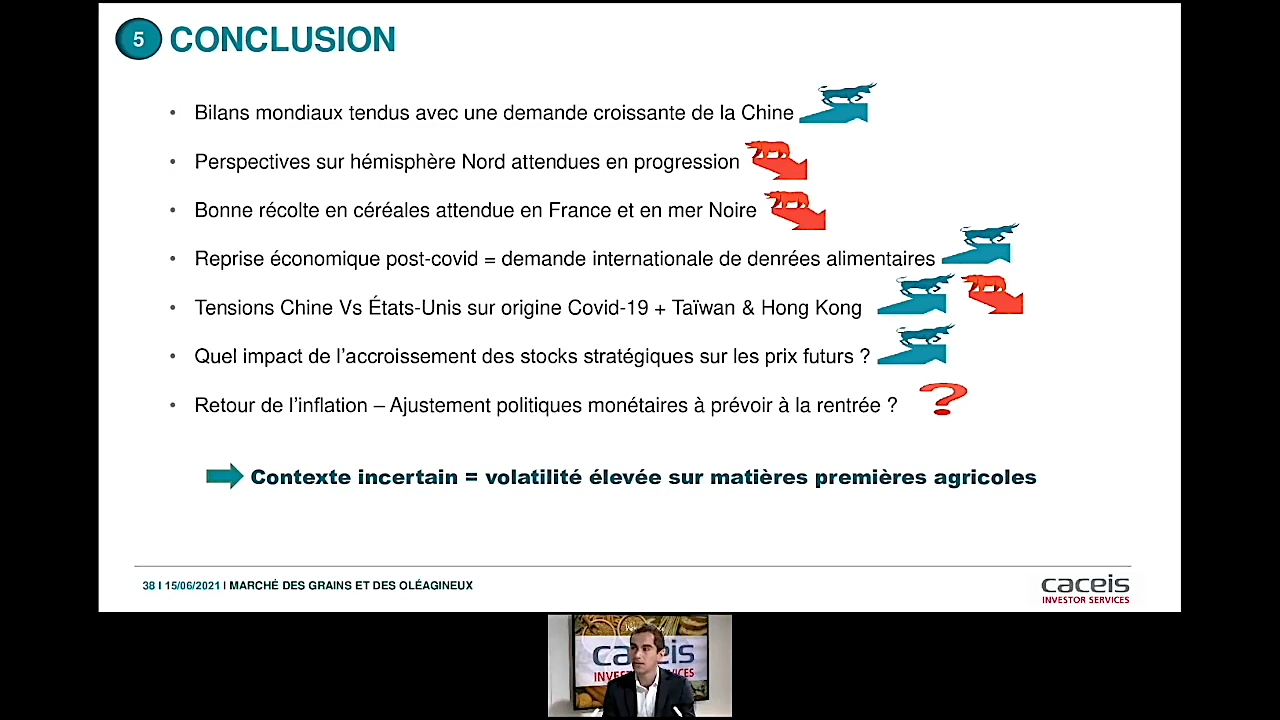 5 CONCLUSION
• Bilans mondiaux tendus avec une demande croissante de la Chine
• Perspectives sur hémisphère Nord attendues en progression
• Bonne récolte en céréales attendue en France et en mer Noire
• Reprise économique post-covid = demande internationale de denrées alimentaires
• Tensions Chine Vs États-Unis sur origine Covid-19 + Taïwan & Hong Kong
• Quel impact de l’accroissement des stocks stratégiques sur les prix futurs ?
• Retour de l’inflation – Ajustement politiques monétaires à prévoir à la rentrée ?
?
Contexte incertain = volatilité élevée sur matières premières agricoles
38 I 15/06/2021 I MARCHÉ DES GRAINS ET DES OLÉAGINEUX
caceis
INVESTOR SERVICES